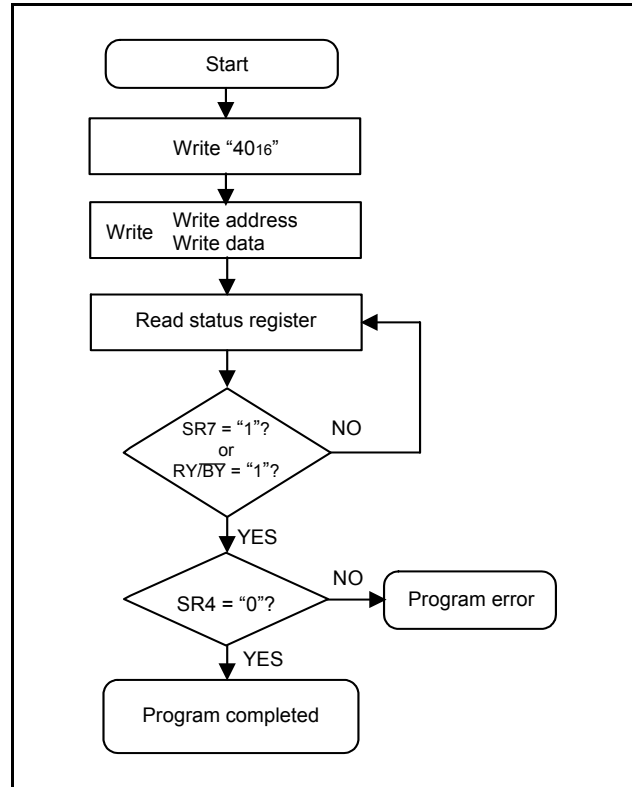 Start
Write “40₁₆”
Write
Write address
Write data
Read status register
SR7 = “1”?
or
RY/B̅Y̅ = “1”?
NO
YES
SR4 = “0”?
NO
Program error
YES
Program completed